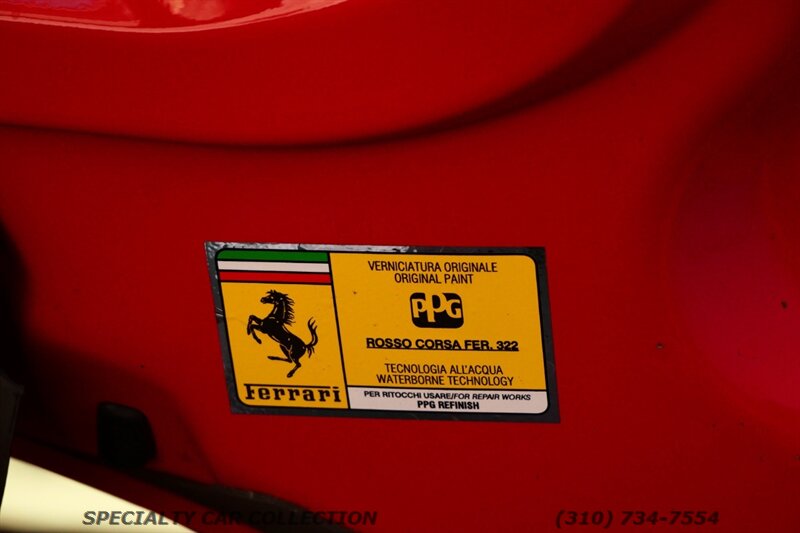 VERNICIATURA ORIGINALE
ORIGINAL PAINT
PPG
ROSSO CORSA FER. 322
TECNOLOGIA ALL'ACQUA
WATERBORNE TECHNOLOGY
Ferrari
PER RITOCCHI USARE/FOR REPAIR WORKS
PPG REFINISH
SPECIALTY CAR COLLECTION
(310) 734-7554